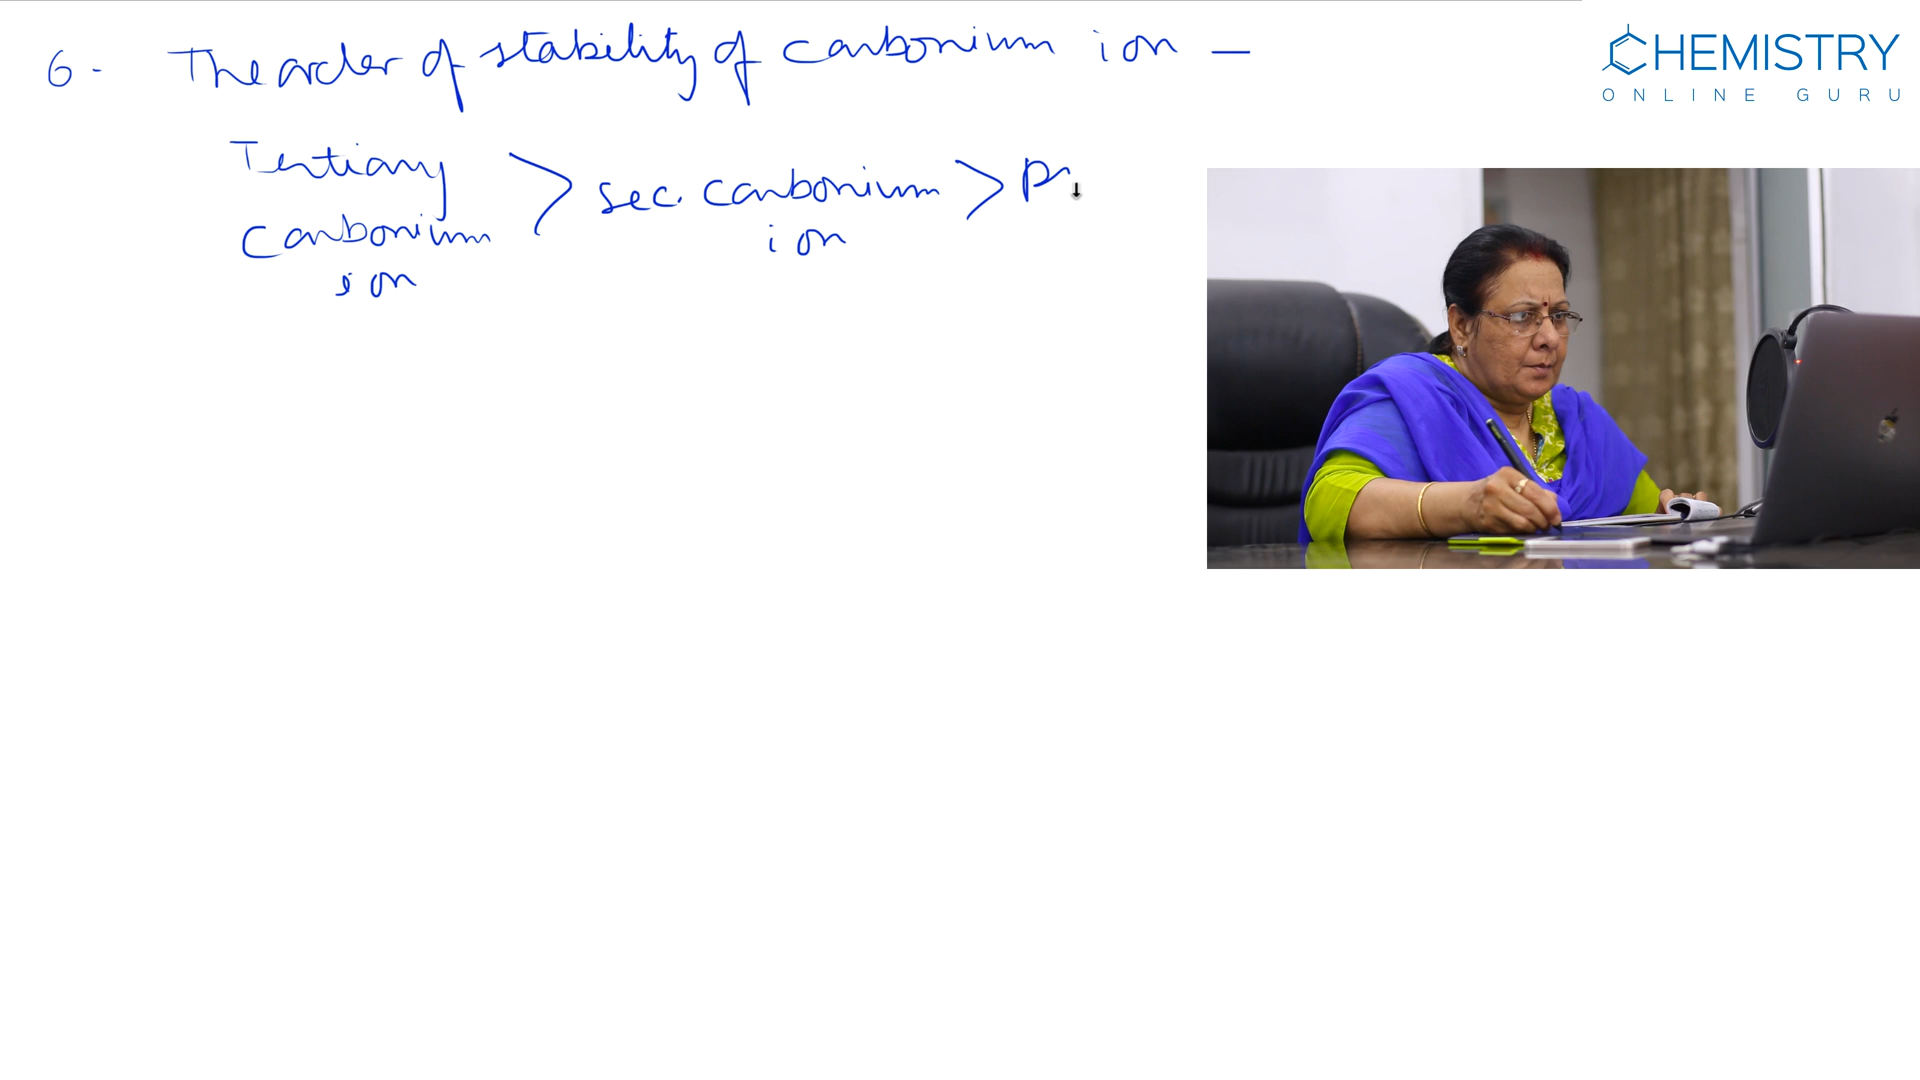 6. The order of stability of carbonium ion —
Tertiary carbonium ion > sec. carbonium ion > Pr
CHEMISTRY
ONLINE GURU